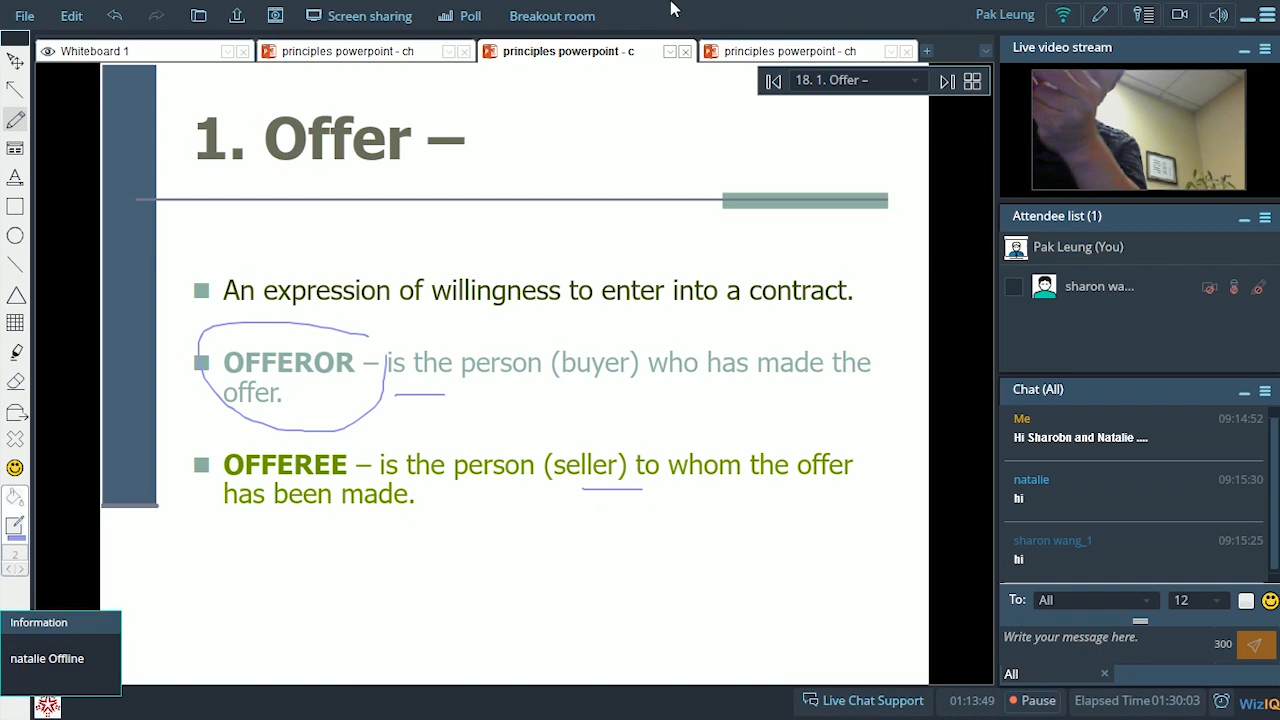 File Edit Screen sharing Poll Breakout room Pak Leung
Whiteboard 1 principles powerpoint - ch principles powerpoint - c principles powerpoint - ch
Live video stream
18. 1. Offer –
1. Offer –
An expression of willingness to enter into a contract.
OFFEROR – is the person (buyer) who has made the
offer.
OFFEREE – is the person (seller) to whom the offer
has been made.
Attendee list (1)
Pak Leung (You)
sharon wa...
Chat (All)
Me 09:14:52
Hi Sharobn and Natalie ....
natalie 09:15:30
hi
sharon wang_1 09:15:25
hi
To: All 12
Write your message here. 300
All
2
Information
natalie Offline
Live Chat Support 01:13:49 Pause Elapsed Time 01:30:03 WizIQ